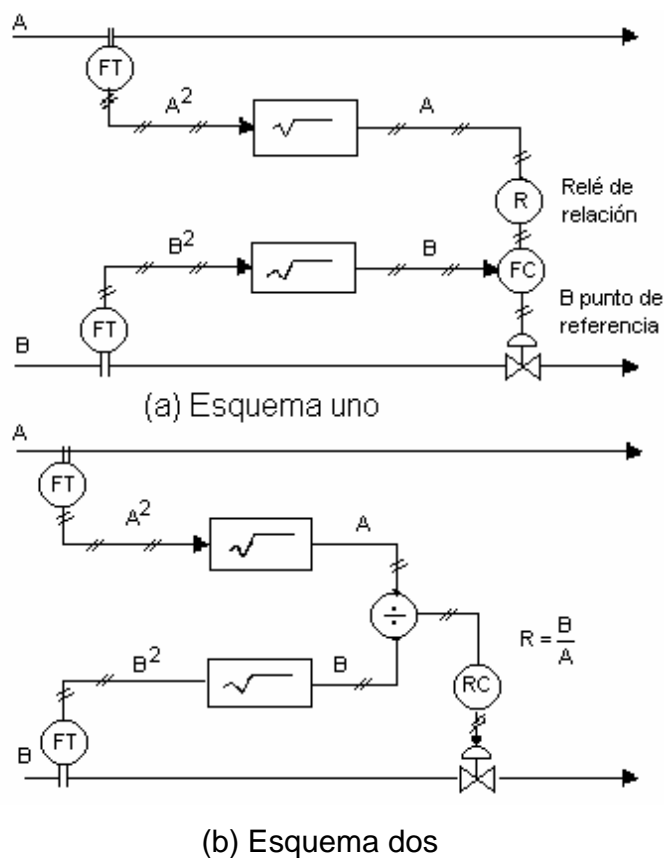 A
FT
A²
A
R
Relé de
relación
B²
B
FC
FT
B punto de
referencia
B
(a) Esquema uno
A
FT
A²
A
÷
R = B/A
B²
B
RC
FT
B
(b) Esquema dos